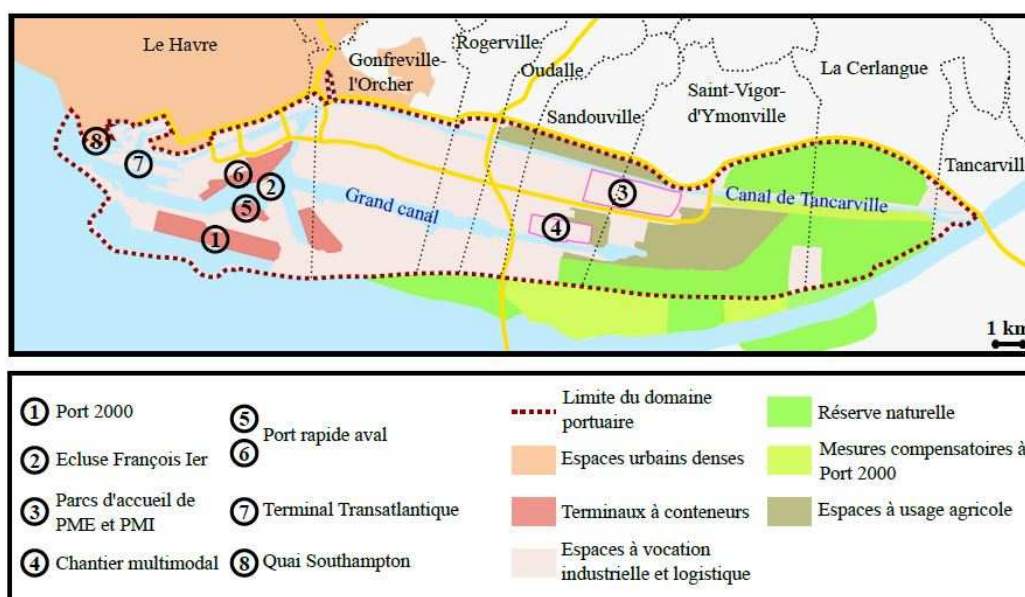 Le Havre
Gonfreville-
l'Orcher
Rogerville
Oudalle
Sandouville
Saint-Vigor-
d'Ymonville
La Cerlangue
Tancarvill
8
7
6
2
5
1
Grand canal
3
4
Canal de Tancarville
1 km
1 Port 2000
2 Ecluse François Ier
3 Parcs d'accueil de
PME et PMI
4 Chantier multimodal
5
6
Port rapide aval
7 Terminal Transatlantique
8 Quai Southampton
Limite du domaine
portuaire
Espaces urbains denses
Terminaux à conteneurs
Espaces à vocation
industrielle et logistique
Réserve naturelle
Mesures compensatoires à
Port 2000
Espaces à usage agricole